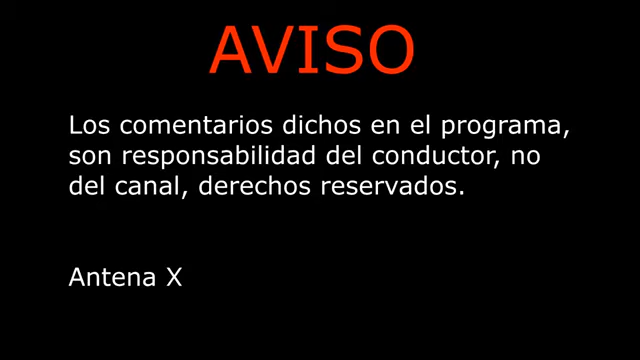 AVISO
Los comentarios dichos en el programa,
son responsabilidad del conductor, no
del canal, derechos reservados.
Antena X